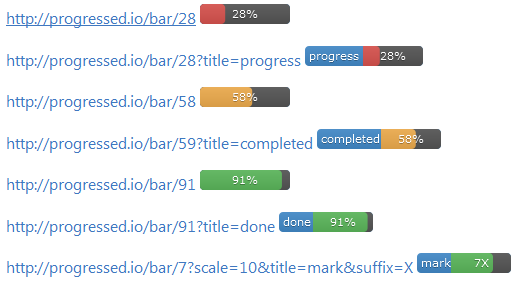 http://progressed.io/bar/28 28%
http://progressed.io/bar/28?title=progress progress 28%
http://progressed.io/bar/58 58%
http://progressed.io/bar/59?title=completed completed 58%
http://progressed.io/bar/91 91%
http://progressed.io/bar/91?title=done done 91%
http://progressed.io/bar/7?scale=10&title=mark&suffix=X mark 7X